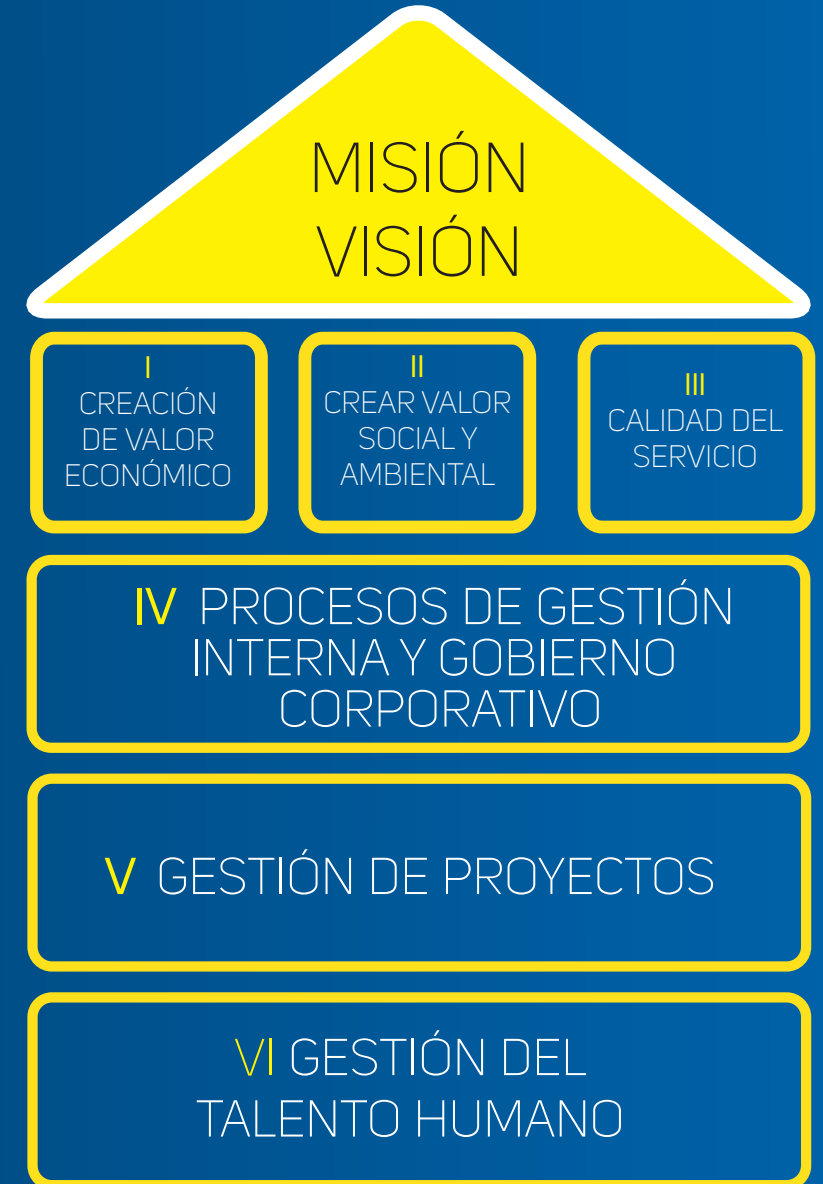 MISIÓN
VISIÓN
I
CREACIÓN
DE VALOR
ECONÓMICO
II
CREAR VALOR
SOCIAL Y
AMBIENTAL
III
CALIDAD DEL
SERVICIO
IV PROCESOS DE GESTIÓN
INTERNA Y GOBIERNO
CORPORATIVO
V GESTIÓN DE PROYECTOS
VI GESTIÓN DEL
TALENTO HUMANO